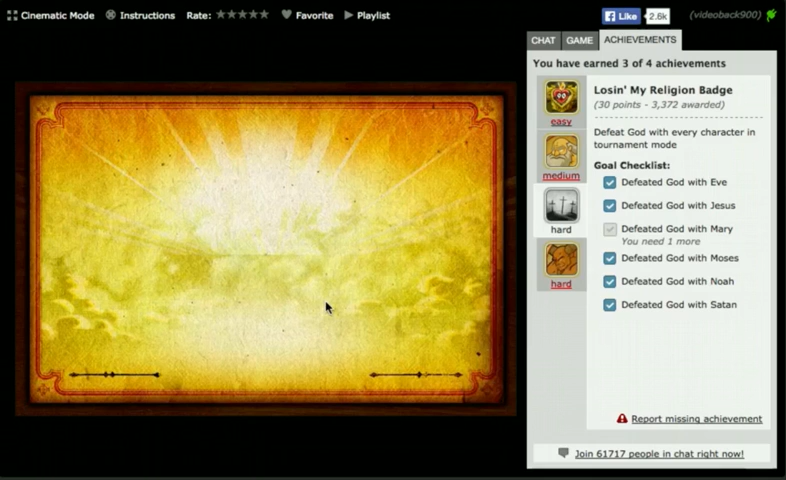 Cinematic Mode Instructions Rate: Favorite Playlist Like 2.6k (videoback900)
CHAT GAME ACHIEVEMENTS
You have earned 3 of 4 achievements
easy
medium
hard
hard
Losin' My Religion Badge
(30 points - 3,372 awarded)
Defeat God with every character in
tournament mode
Goal Checklist:
Defeated God with Eve
Defeated God with Jesus
Defeated God with Mary
You need 1 more
Defeated God with Moses
Defeated God with Noah
Defeated God with Satan
Report missing achievement
Join 61717 people in chat right now!